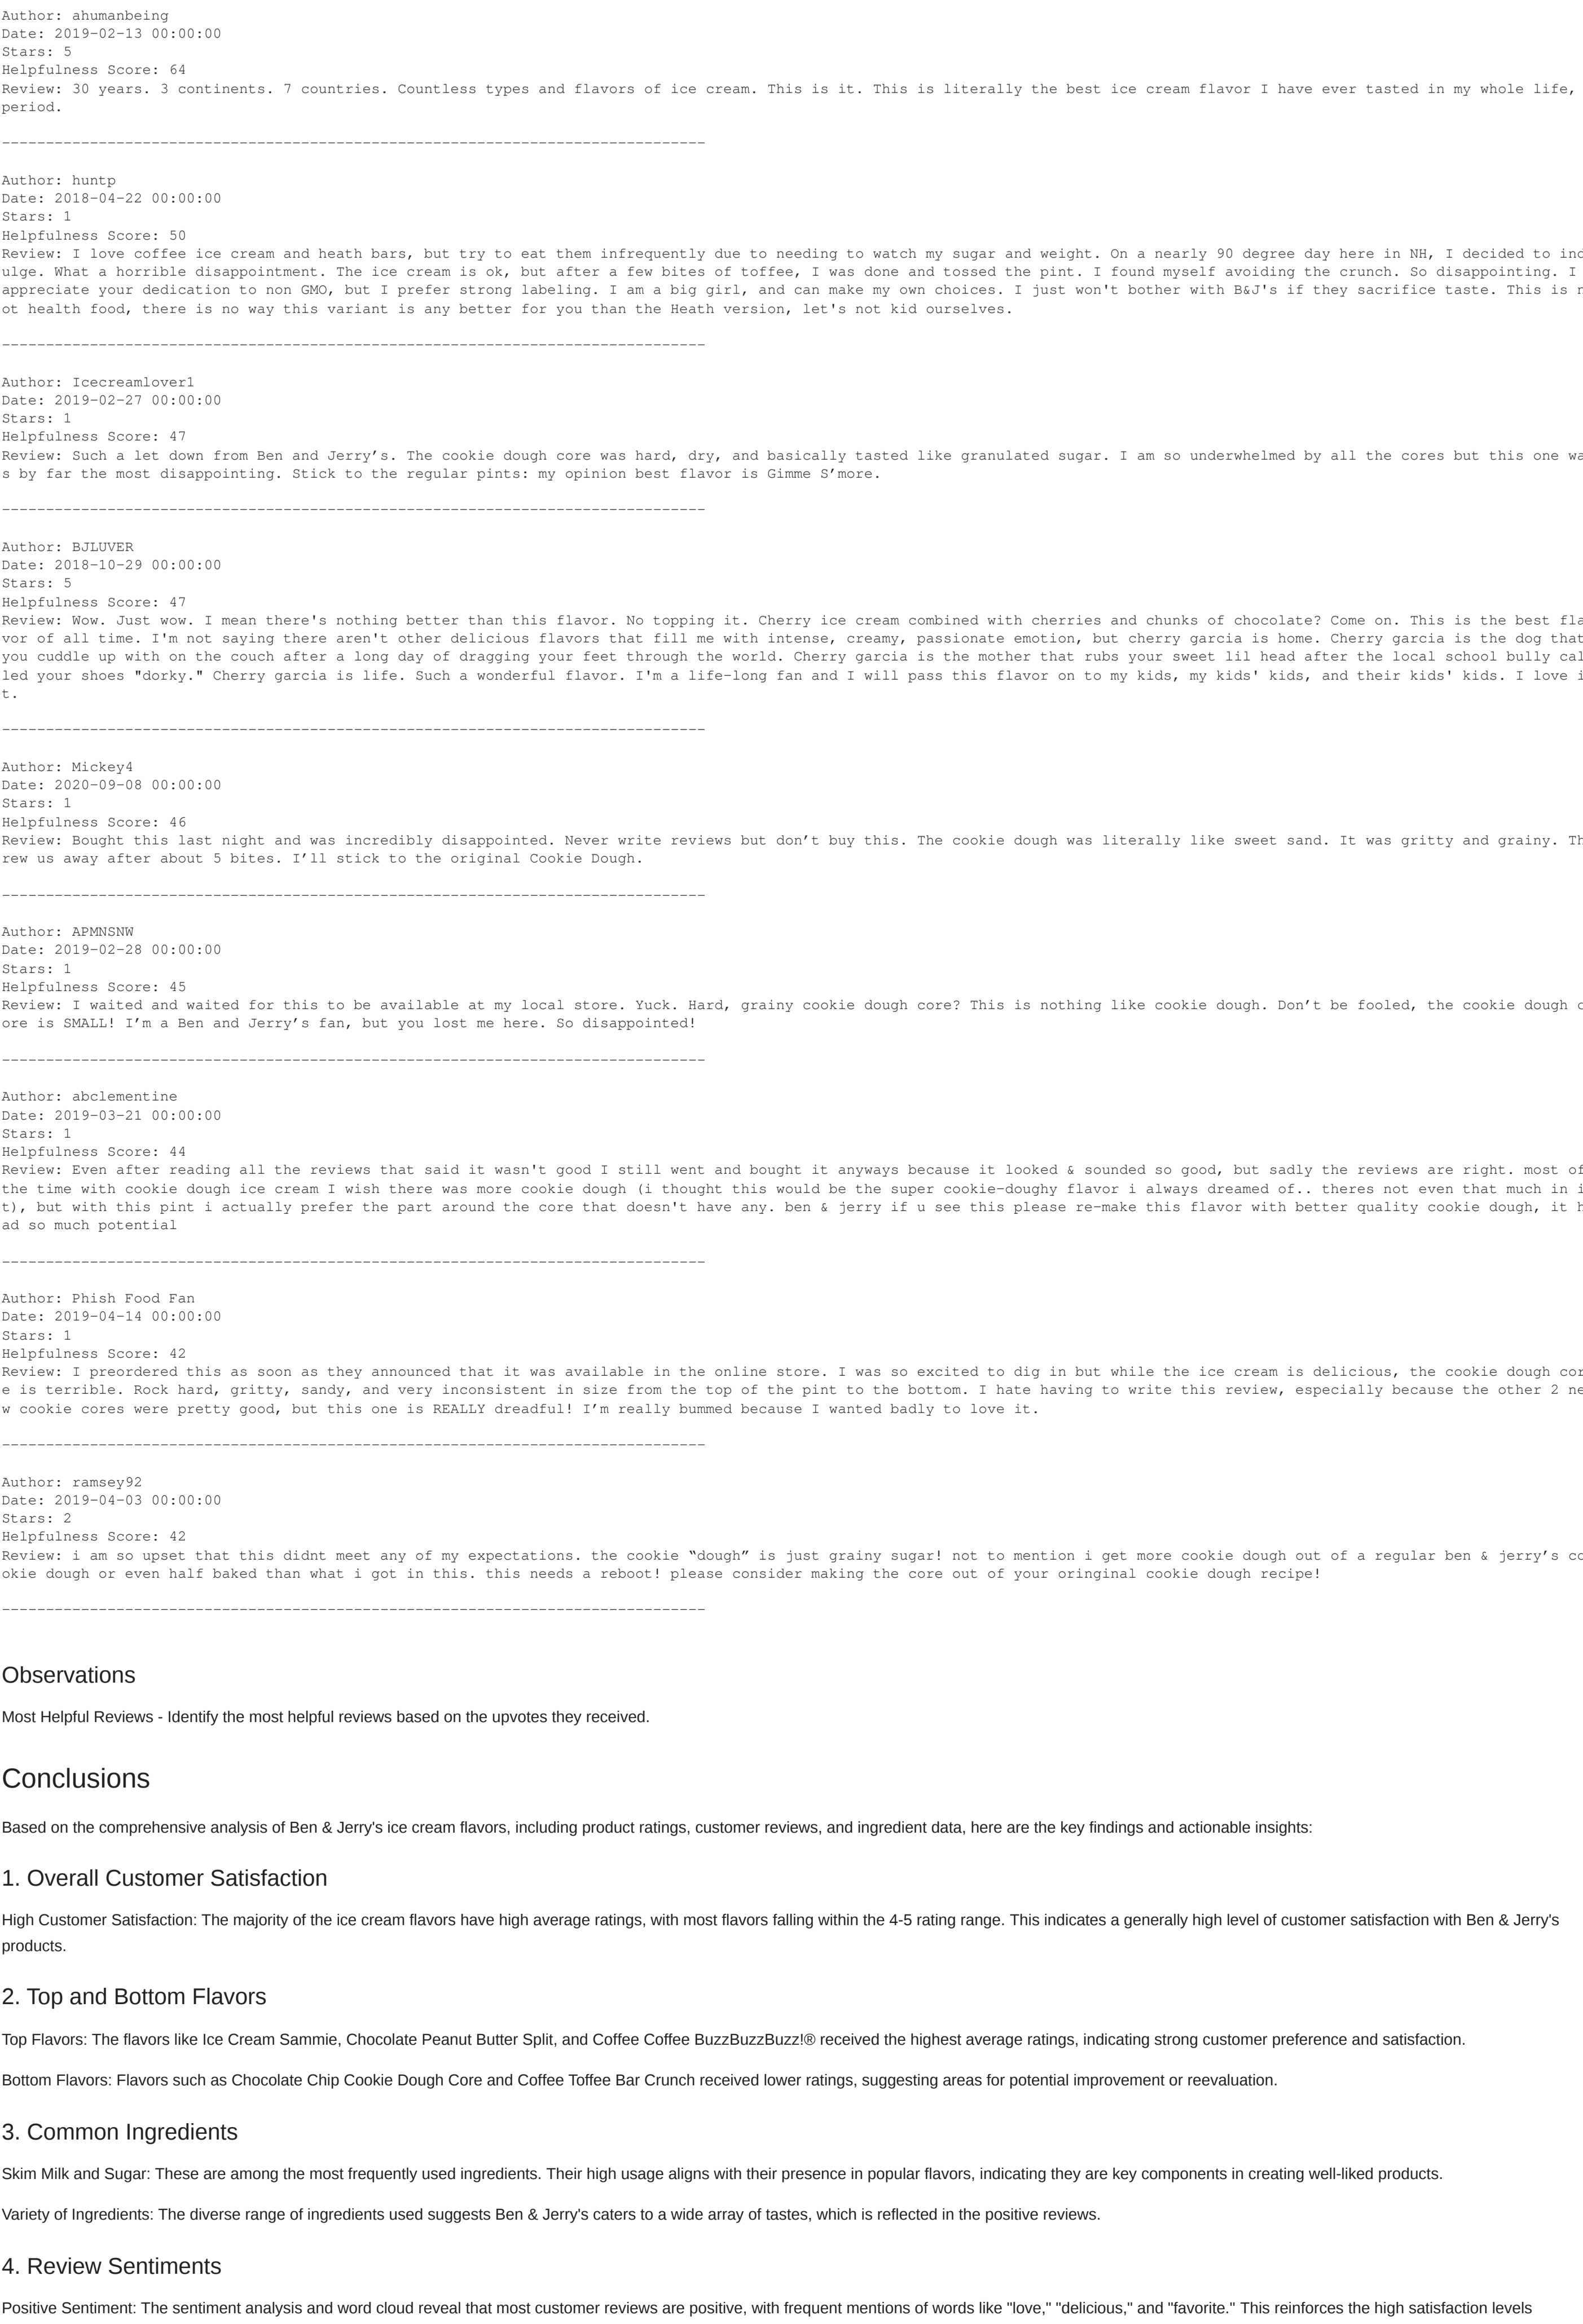 Author: ahumanbeing
Date: 2019-02-13 00:00:00
Stars: 5
Helpfulness Score: 64
Review: 30 years. 3 continents. 7 countries. Countless types and flavors of ice cream. This is it. This is literally the best ice cream flavor I have ever tasted in my whole life,
period.
--------------------------------------------------------------------------------
Author: huntp
Date: 2018-04-22 00:00:00
Stars: 1
Helpfulness Score: 50
Review: I love coffee ice cream and heath bars, but try to eat them infrequently due to needing to watch my sugar and weight. On a nearly 90 degree day here in NH, I decided to ind
ulge. What a horrible disappointment. The ice cream is ok, but after a few bites of toffee, I was done and tossed the pint. I found myself avoiding the crunch. So disappointing. I
appreciate your dedication to non GMO, but I prefer strong labeling. I am a big girl, and can make my own choices. I just won't bother with B&J's if they sacrifice taste. This is n
ot health food, there is no way this variant is any better for you than the Heath version, let's not kid ourselves.
--------------------------------------------------------------------------------
Author: Icecreamlover1
Date: 2019-02-27 00:00:00
Stars: 1
Helpfulness Score: 47
Review: Such a let down from Ben and Jerry’s. The cookie dough core was hard, dry, and basically tasted like granulated sugar. I am so underwhelmed by all the cores but this one wa
s by far the most disappointing. Stick to the regular pints: my opinion best flavor is Gimme S’more.
--------------------------------------------------------------------------------
Author: BJLUVER
Date: 2018-10-29 00:00:00
Stars: 5
Helpfulness Score: 47
Review: Wow. Just wow. I mean there's nothing better than this flavor. No topping it. Cherry ice cream combined with cherries and chunks of chocolate? Come on. This is the best fla
vor of all time. I'm not saying there aren't other delicious flavors that fill me with intense, creamy, passionate emotion, but cherry garcia is home. Cherry garcia is the dog that
you cuddle up with on the couch after a long day of dragging your feet through the world. Cherry garcia is the mother that rubs your sweet lil head after the local school bully cal
led your shoes "dorky." Cherry garcia is life. Such a wonderful flavor. I'm a life-long fan and I will pass this flavor on to my kids, my kids' kids, and their kids' kids. I love i
t.
--------------------------------------------------------------------------------
Author: Mickey4
Date: 2020-09-08 00:00:00
Stars: 1
Helpfulness Score: 46
Review: Bought this last night and was incredibly disappointed. Never write reviews but don’t buy this. The cookie dough was literally like sweet sand. It was gritty and grainy. Th
rew us away after about 5 bites. I’ll stick to the original Cookie Dough.
--------------------------------------------------------------------------------
Author: APMNSNW
Date: 2019-02-28 00:00:00
Stars: 1
Helpfulness Score: 45
Review: I waited and waited for this to be available at my local store. Yuck. Hard, grainy cookie dough core? This is nothing like cookie dough. Don’t be fooled, the cookie dough c
ore is SMALL! I’m a Ben and Jerry’s fan, but you lost me here. So disappointed!
--------------------------------------------------------------------------------
Author: abclementine
Date: 2019-03-21 00:00:00
Stars: 1
Helpfulness Score: 44
Review: Even after reading all the reviews that said it wasn't good I still went and bought it anyways because it looked & sounded so good, but sadly the reviews are right. most of
the time with cookie dough ice cream I wish there was more cookie dough (i thought this would be the super cookie-doughy flavor i always dreamed of.. theres not even that much in i
t), but with this pint i actually prefer the part around the core that doesn't have any. ben & jerry if u see this please re-make this flavor with better quality cookie dough, it h
ad so much potential
--------------------------------------------------------------------------------
Author: Phish Food Fan
Date: 2019-04-14 00:00:00
Stars: 1
Helpfulness Score: 42
Review: I preordered this as soon as they announced that it was available in the online store. I was so excited to dig in but while the ice cream is delicious, the cookie dough cor
e is terrible. Rock hard, gritty, sandy, and very inconsistent in size from the top of the pint to the bottom. I hate having to write this review, especially because the other 2 ne
w cookie cores were pretty good, but this one is REALLY dreadful! I’m really bummed because I wanted badly to love it.
--------------------------------------------------------------------------------
Author: ramsey92
Date: 2019-04-03 00:00:00
Stars: 2
Helpfulness Score: 42
Review: i am so upset that this didnt meet any of my expectations. the cookie “dough” is just grainy sugar! not to mention i get more cookie dough out of a regular ben & jerry’s co
okie dough or even half baked than what i got in this. this needs a reboot! please consider making the core out of your oringinal cookie dough recipe!
--------------------------------------------------------------------------------
Observations
Most Helpful Reviews - Identify the most helpful reviews based on the upvotes they received.
Conclusions
Based on the comprehensive analysis of Ben & Jerry's ice cream flavors, including product ratings, customer reviews, and ingredient data, here are the key findings and actionable insights:
1. Overall Customer Satisfaction
High Customer Satisfaction: The majority of the ice cream flavors have high average ratings, with most flavors falling within the 4-5 rating range. This indicates a generally high level of customer satisfaction with Ben & Jerry's
products.
2. Top and Bottom Flavors
Top Flavors: The flavors like Ice Cream Sammie, Chocolate Peanut Butter Split, and Coffee Coffee BuzzBuzzBuzz!® received the highest average ratings, indicating strong customer preference and satisfaction.
Bottom Flavors: Flavors such as Chocolate Chip Cookie Dough Core and Coffee Toffee Bar Crunch received lower ratings, suggesting areas for potential improvement or reevaluation.
3. Common Ingredients
Skim Milk and Sugar: These are among the most frequently used ingredients. Their high usage aligns with their presence in popular flavors, indicating they are key components in creating well-liked products.
Variety of Ingredients: The diverse range of ingredients used suggests Ben & Jerry's caters to a wide array of tastes, which is reflected in the positive reviews.
4. Review Sentiments
Positive Sentiment: The sentiment analysis and word cloud reveal that most customer reviews are positive, with frequent mentions of words like "love," "delicious," and "favorite." This reinforces the high satisfaction levels